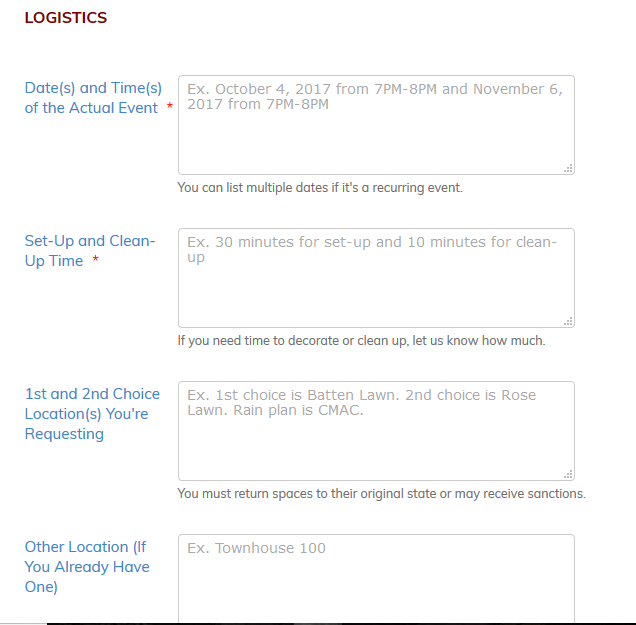 LOGISTICS
Date(s) and Time(s)
of the Actual Event *
Ex. October 4, 2017 from 7PM-8PM and November 6,
2017 from 7PM-8PM
You can list multiple dates if it's a recurring event.
Set-Up and Clean-
Up Time *
Ex. 30 minutes for set-up and 10 minutes for clean-
up
If you need time to decorate or clean up, let us know how much.
1st and 2nd Choice
Location(s) You're
Requesting
Ex. 1st choice is Batten Lawn. 2nd choice is Rose
Lawn. Rain plan is CMAC.
You must return spaces to their original state or may receive sanctions.
Other Location (If
You Already Have
One)
Ex. Townhouse 100